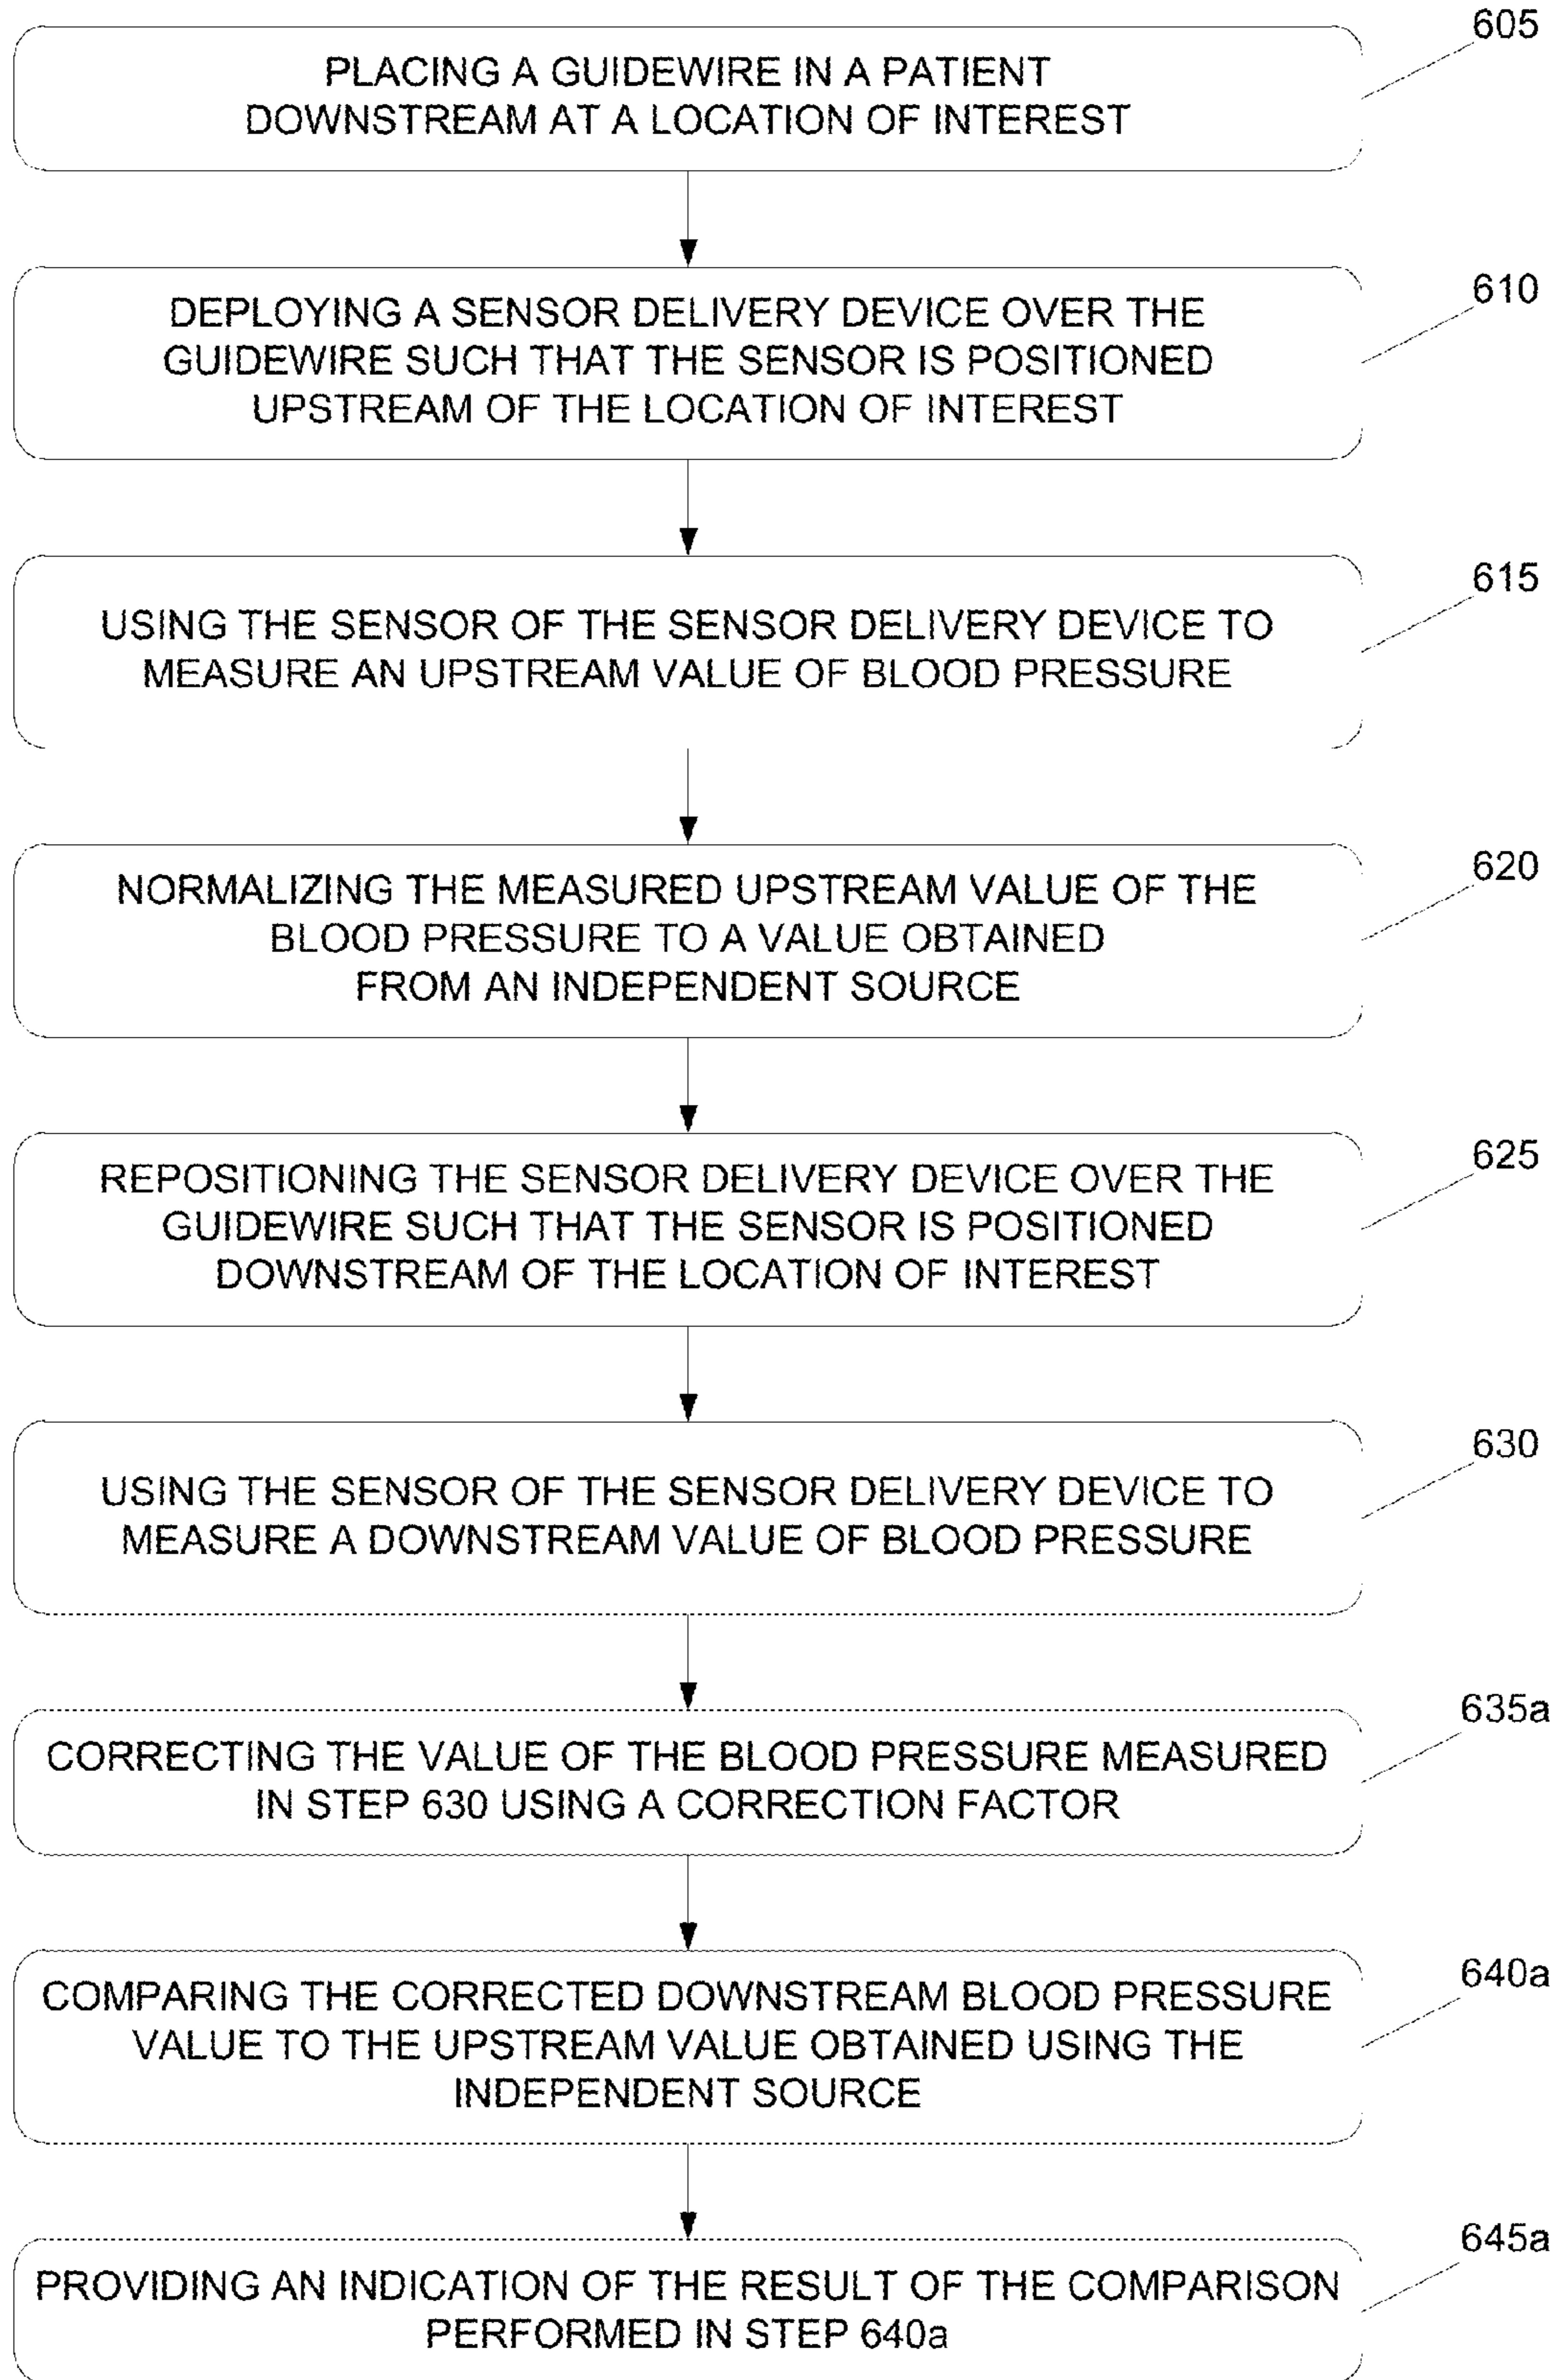 605
PLACING A GUIDEWIRE IN A PATIENT
DOWNSTREAM AT A LOCATION OF INTEREST
610
DEPLOYING A SENSOR DELIVERY DEVICE OVER THE
GUIDEWIRE SUCH THAT THE SENSOR IS POSITIONED
UPSTREAM OF THE LOCATION OF INTEREST
615
USING THE SENSOR OF THE SENSOR DELIVERY DEVICE TO
MEASURE AN UPSTREAM VALUE OF BLOOD PRESSURE
620
NORMALIZING THE MEASURED UPSTREAM VALUE OF THE
BLOOD PRESSURE TO A VALUE OBTAINED
FROM AN INDEPENDENT SOURCE
625
REPOSITIONING THE SENSOR DELIVERY DEVICE OVER THE
GUIDEWIRE SUCH THAT THE SENSOR IS POSITIONED
DOWNSTREAM OF THE LOCATION OF INTEREST
630
USING THE SENSOR OF THE SENSOR DELIVERY DEVICE TO
MEASURE A DOWNSTREAM VALUE OF BLOOD PRESSURE
635a
CORRECTING THE VALUE OF THE BLOOD PRESSURE MEASURED
IN STEP 630 USING A CORRECTION FACTOR
640a
COMPARING THE CORRECTED DOWNSTREAM BLOOD PRESSURE
VALUE TO THE UPSTREAM VALUE OBTAINED USING THE
INDEPENDENT SOURCE
645a
PROVIDING AN INDICATION OF THE RESULT OF THE COMPARISON
PERFORMED IN STEP 640a